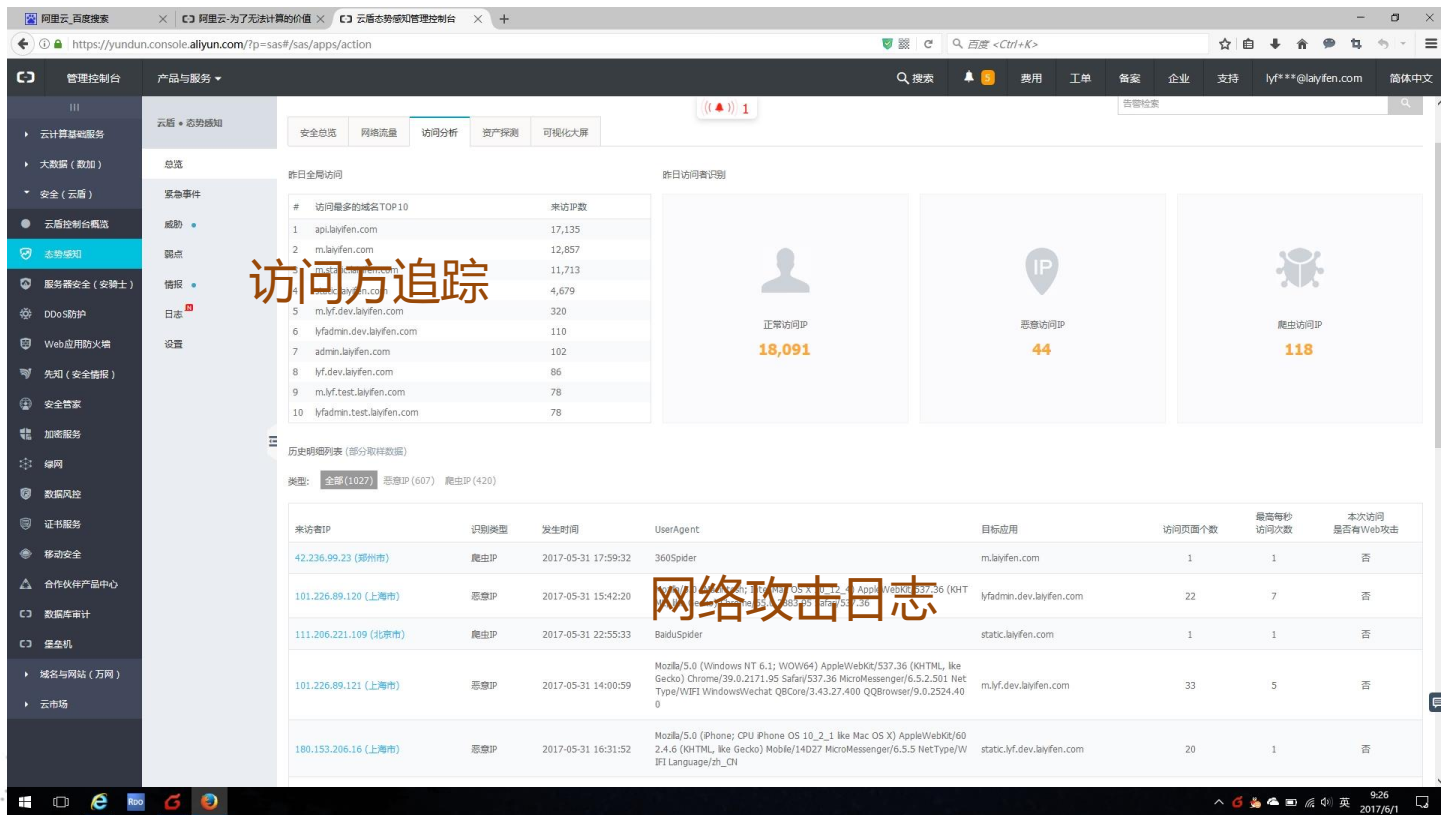 阿里云_百度搜索
阿里云-为了无法计算的价值
云盾态势感知管理控制台
https://yundun.console.aliyun.com/?p=sas#/sas/apps/action
百度 <Ctrl+K>
管理控制台 产品与服务 搜索 5 费用 工单 备案 企业 支持 lyf***@laiyifen.com 简体中文
云计算基础服务
大数据(数加)
安全(云盾)
云盾控制台概览
态势感知
服务器安全(安骑士)
DDoS防护
Web应用防火墙
先知(安全情报)
安全管家
加密服务
绿网
数据风控
证书服务
移动安全
合作伙伴产品中心
数据库审计
堡垒机
域名与网站(万网)
云市场
云盾 • 态势感知
总览
紧急事件
威胁
弱点
情报
日志 N
设置
1
告警检索
安全总览 网络流量 访问分析 资产探测 可视化大屏
昨日全局访问
# 访问最多的域名TOP10 来访IP数
1 api.laiyifen.com 17,135
2 m.laiyifen.com 12,857
3 m.static.laiyifen.com 11,713
4 static.laiyifen.com 4,679
5 m.lyf.dev.laiyifen.com 320
6 lyfadmin.dev.laiyifen.com 110
7 admin.laiyifen.com 102
8 lyf.dev.laiyifen.com 86
9 m.lyf.test.laiyifen.com 78
10 lyfadmin.test.laiyifen.com 78
访问方追踪
昨日访问者识别
正常访问IP
18,091
IP
恶意访问IP
44
爬虫访问IP
118
历史明细列表 (部分取样数据)
类型: 全部(1027) 恶意IP(607) 爬虫IP(420)
来访者IP 识别类型 发生时间 UserAgent 目标应用 访问页面个数 最高每秒访问次数 本次访问是否有Web攻击
42.236.99.23 (郑州市) 爬虫IP 2017-05-31 17:59:32 360Spider m.laiyifen.com 1 1 否
网络攻击日志
101.226.89.120 (上海市) 恶意IP 2017-05-31 15:42:20 lyfadmin.dev.laiyifen.com 22 7 否
111.206.221.109 (北京市) 爬虫IP 2017-05-31 22:55:33 BaiduSpider static.laiyifen.com 1 1 否
101.226.89.121 (上海市) 恶意IP 2017-05-31 14:00:59 Mozilla/5.0 (Windows NT 6.1; WOW64) AppleWebKit/537.36 (KHTML, like
Gecko) Chrome/39.0.2171.95 Safari/537.36 MicroMessenger/6.5.2.501 Net
Type/WIFI WindowsWechat QBCore/3.43.27.400 QQBrowser/9.0.2524.40
0 m.lyf.dev.laiyifen.com 33 5 否
180.153.206.16 (上海市) 恶意IP 2017-05-31 16:31:52 Mozilla/5.0 (iPhone; CPU iPhone OS 10_2_1 like Mac OS X) AppleWebKit/60
2.4.6 (KHTML, like Gecko) Mobile/14D27 MicroMessenger/6.5.5 NetType/W
IFI Language/zh_CN static.lyf.dev.laiyifen.com 20 1 否
RDO
英
9:26
2017/6/1